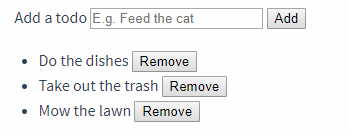 Add a todo E.g. Feed the cat Add
Do the dishes Remove
Take out the trash Remove
Mow the lawn Remove